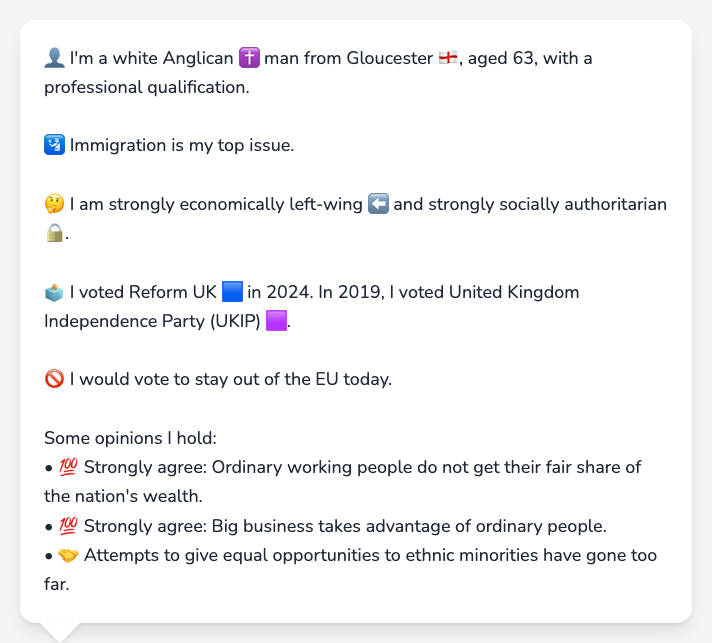 👤 I'm a white Anglican ✝️ man from Gloucester 🏴󠁧󠁢󠁥󠁮󠁧󠁿, aged 63, with a
professional qualification.
🛂 Immigration is my top issue.
🤔 I am strongly economically left-wing ⬅️ and strongly socially authoritarian
🔒.
🗳️ I voted Reform UK 🟦 in 2024. In 2019, I voted United Kingdom
Independence Party (UKIP) 🟪.
🚫 I would vote to stay out of the EU today.
Some opinions I hold:
• 💯 Strongly agree: Ordinary working people do not get their fair share of
the nation's wealth.
• 💯 Strongly agree: Big business takes advantage of ordinary people.
• 🤝 Attempts to give equal opportunities to ethnic minorities have gone too
far.